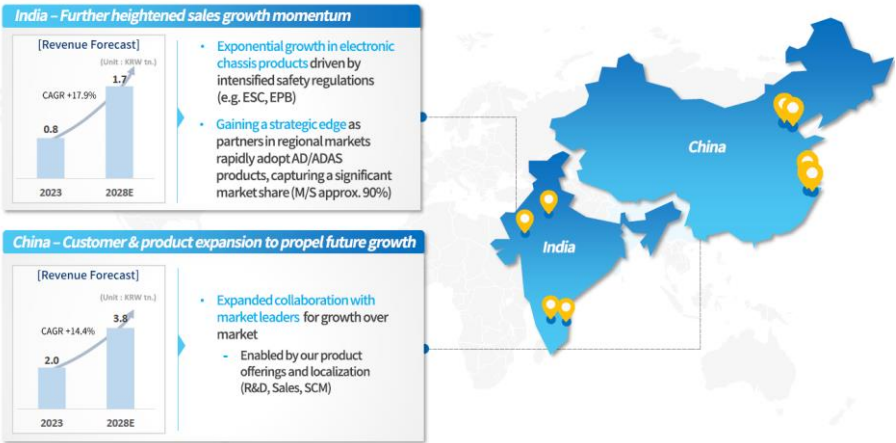 India – Further heightened sales growth momentum
[Revenue Forecast]
(Unit : KRW tn.)
CAGR +17.9%
0.8
1.7
2023
2028E
• Exponential growth in electronic
chassis products driven by
intensified safety regulations
(e.g. ESC, EPB)
• Gaining a strategic edge as
partners in regional markets
rapidly adopt AD/ADAS
products, capturing a significant
market share (M/S approx. 90%)
China – Customer & product expansion to propel future growth
[Revenue Forecast]
(Unit : KRW tn.)
CAGR +14.4%
2.0
3.8
2023
2028E
• Expanded collaboration with
market leaders for growth over
market
- Enabled by our product
offerings and localization
(R&D, Sales, SCM)
China
India